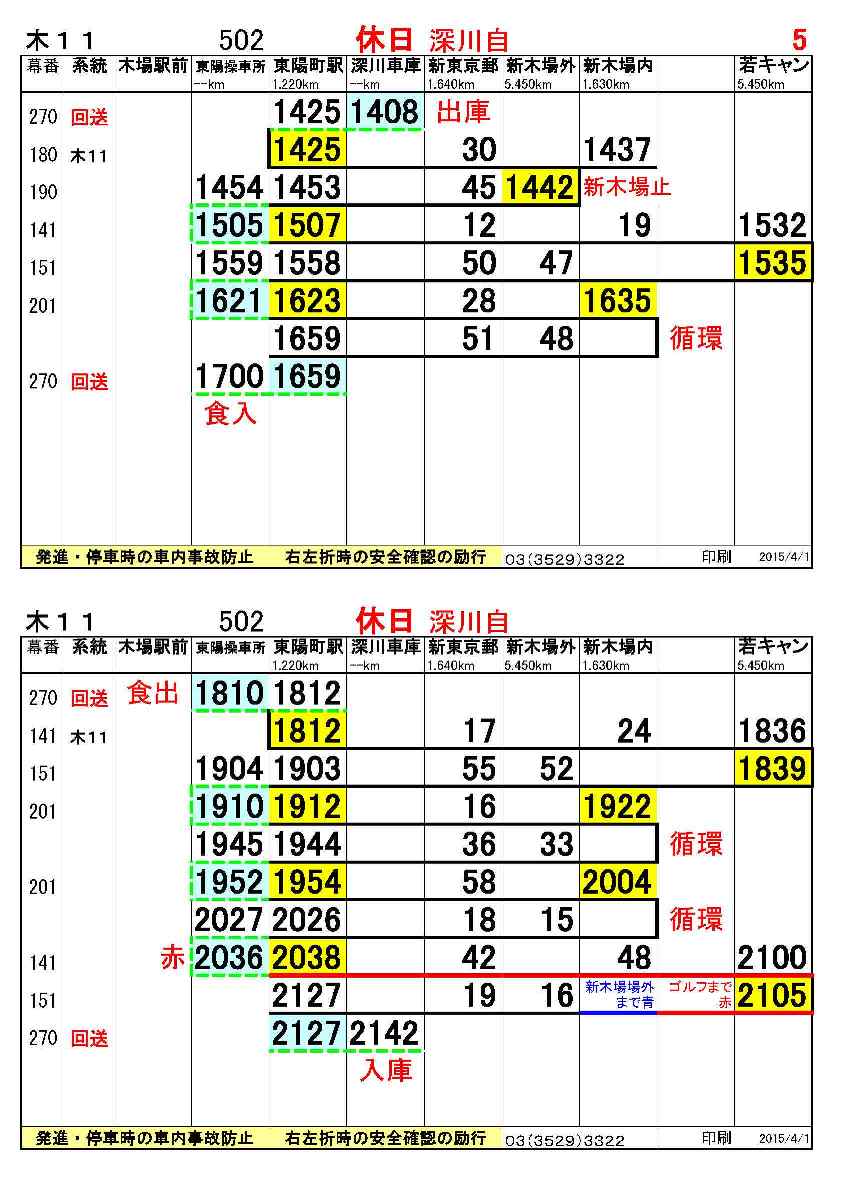 木11 502 休日 深川自 5
幕番 系統 木場駅前 東陽操車所 東陽町駅 深川車庫 新東京郵 新木場外 新木場内 若キャン
--km 1.220km --km 1.640km 5.450km 1.630km 5.450km
270 回送 1425 1408 出庫
180 木11 1425 30 1437
190 1454 1453 45 1442 新木場止
141 1505 1507 12 19 1532
151 1559 1558 50 47 1535
201 1621 1623 28 1635
1659 51 48 循環
270 回送 1700 1659
食入
発進・停車時の車内事故防止 右左折時の安全確認の励行 03(3529)3322 印刷 2015/4/1
木11 502 休日 深川自
幕番 系統 木場駅前 東陽操車所 東陽町駅 深川車庫 新東京郵 新木場外 新木場内 若キャン
1.220km --km 1.640km 5.450km 1.630km 5.450km
270 回送 食出 1810 1812
141 木11 1812 17 24 1836
151 1904 1903 55 52 1839
201 1910 1912 16 1922
1945 1944 36 33 循環
201 1952 1954 58 2004
2027 2026 18 15 循環
141 赤 2036 2038 42 48 2100
151 2127 19 16 新木場場外 ゴルフまで 2105
まで青 赤
270 回送 2127 2142
入庫
発進・停車時の車内事故防止 右左折時の安全確認の励行 03(3529)3322 印刷 2015/4/1